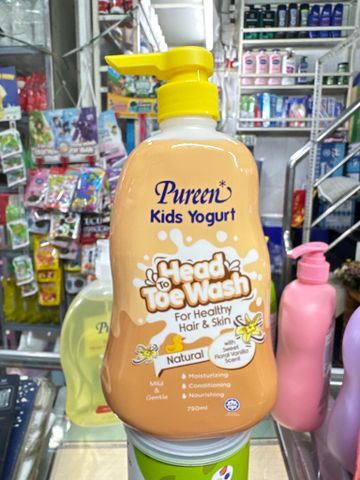 Pureen
Kids Yogurt
Head
To
Toe Wash
For Healthy
Hair & Skin
Natural
with
Sweet
Floral Vanilla
Scent
Mild
&
Gentle
Moisturizing
Conditioning
Nourishing
750ml
Pureen